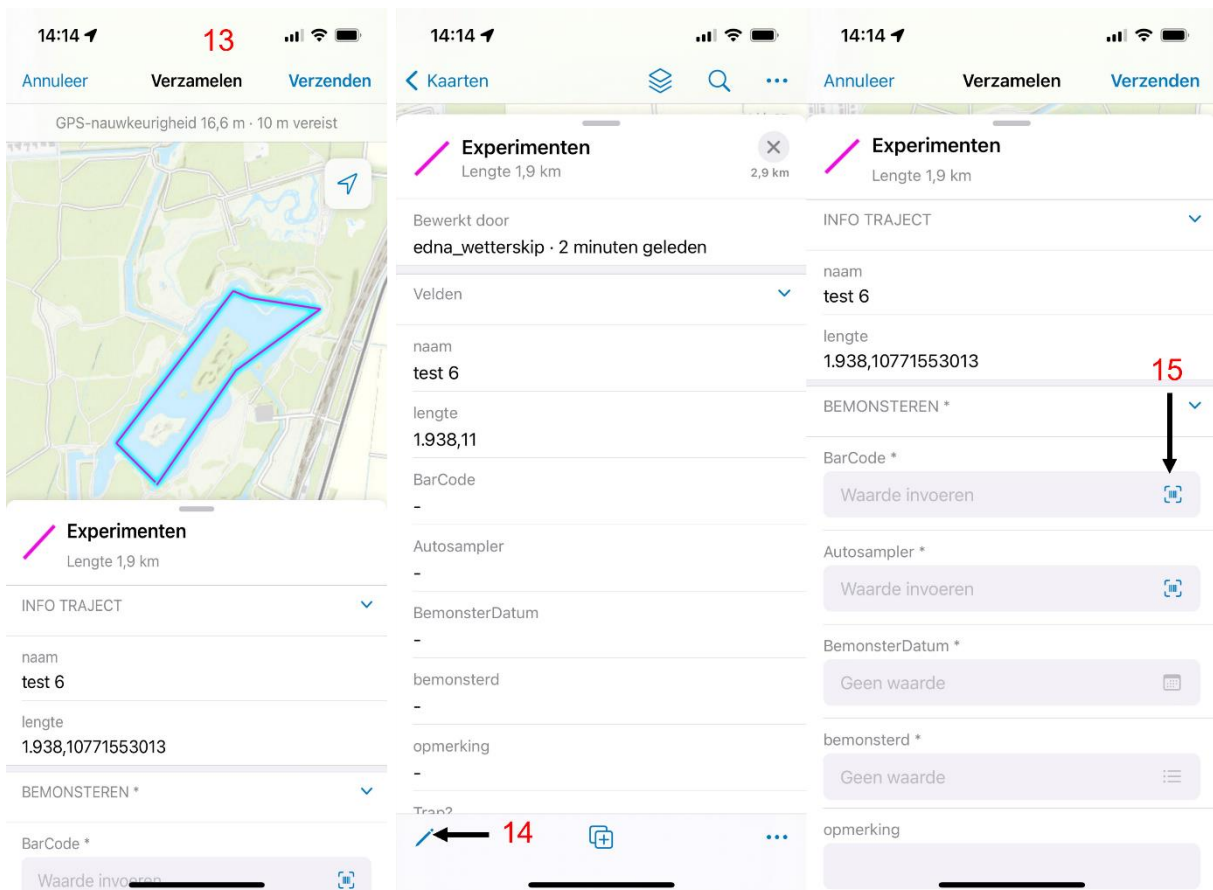 14:14
13
Annuleer Verzamelen Verzenden
GPS-nauwkeurigheid 16,6 m · 10 m vereist
Experimenten
Lengte 1,9 km
INFO TRAJECT
naam
test 6
lengte
1.938,10771553013
BEMONSTEREN *
BarCode *
Waarde invoeren
14:14
Kaarten
Experimenten
Lengte 1,9 km
2,9 km
Bewerkt door
edna_wetterskip · 2 minuten geleden
Velden
naam
test 6
lengte
1.938,11
BarCode
-
Autosampler
-
BemonsterDatum
-
bemonsterd
-
opmerking
-
Trap?
14
14:14
Annuleer Verzamelen Verzenden
Experimenten
Lengte 1,9 km
INFO TRAJECT
naam
test 6
lengte
1.938,10771553013
15
BEMONSTEREN *
BarCode *
Waarde invoeren
Autosampler *
Waarde invoeren
BemonsterDatum *
Geen waarde
bemonsterd *
Geen waarde
opmerking